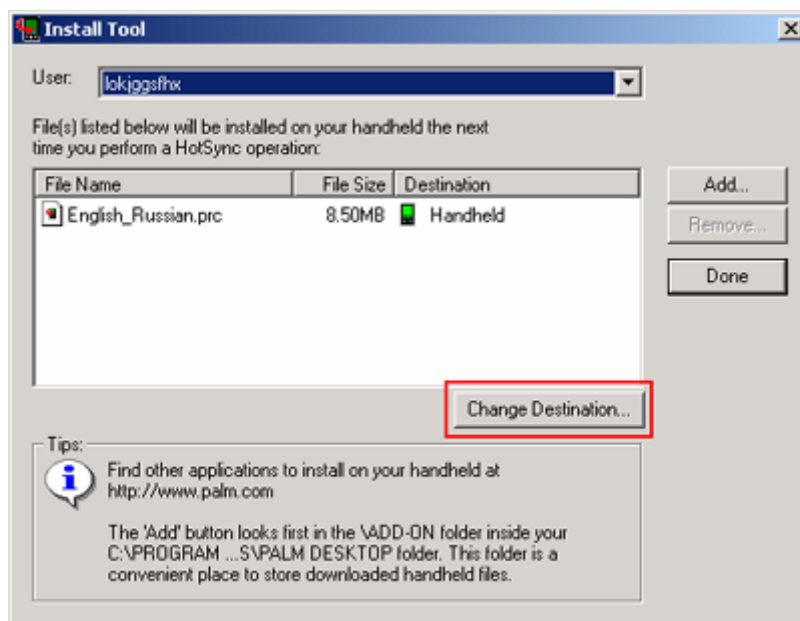 Install Tool
User: lokjggsfhx
File(s) listed below will be installed on your handheld the next
time you perform a HotSync operation:
File Name File Size Destination
English_Russian.prc 8.50MB Handheld
Add...
Remove...
Done
Change Destination...
Tips:
Find other applications to install on your handheld at
http://www.palm.com
The 'Add' button looks first in the \ADD-ON folder inside your
C:\PROGRAM ...S\PALM DESKTOP folder. This folder is a
convenient place to store downloaded handheld files.